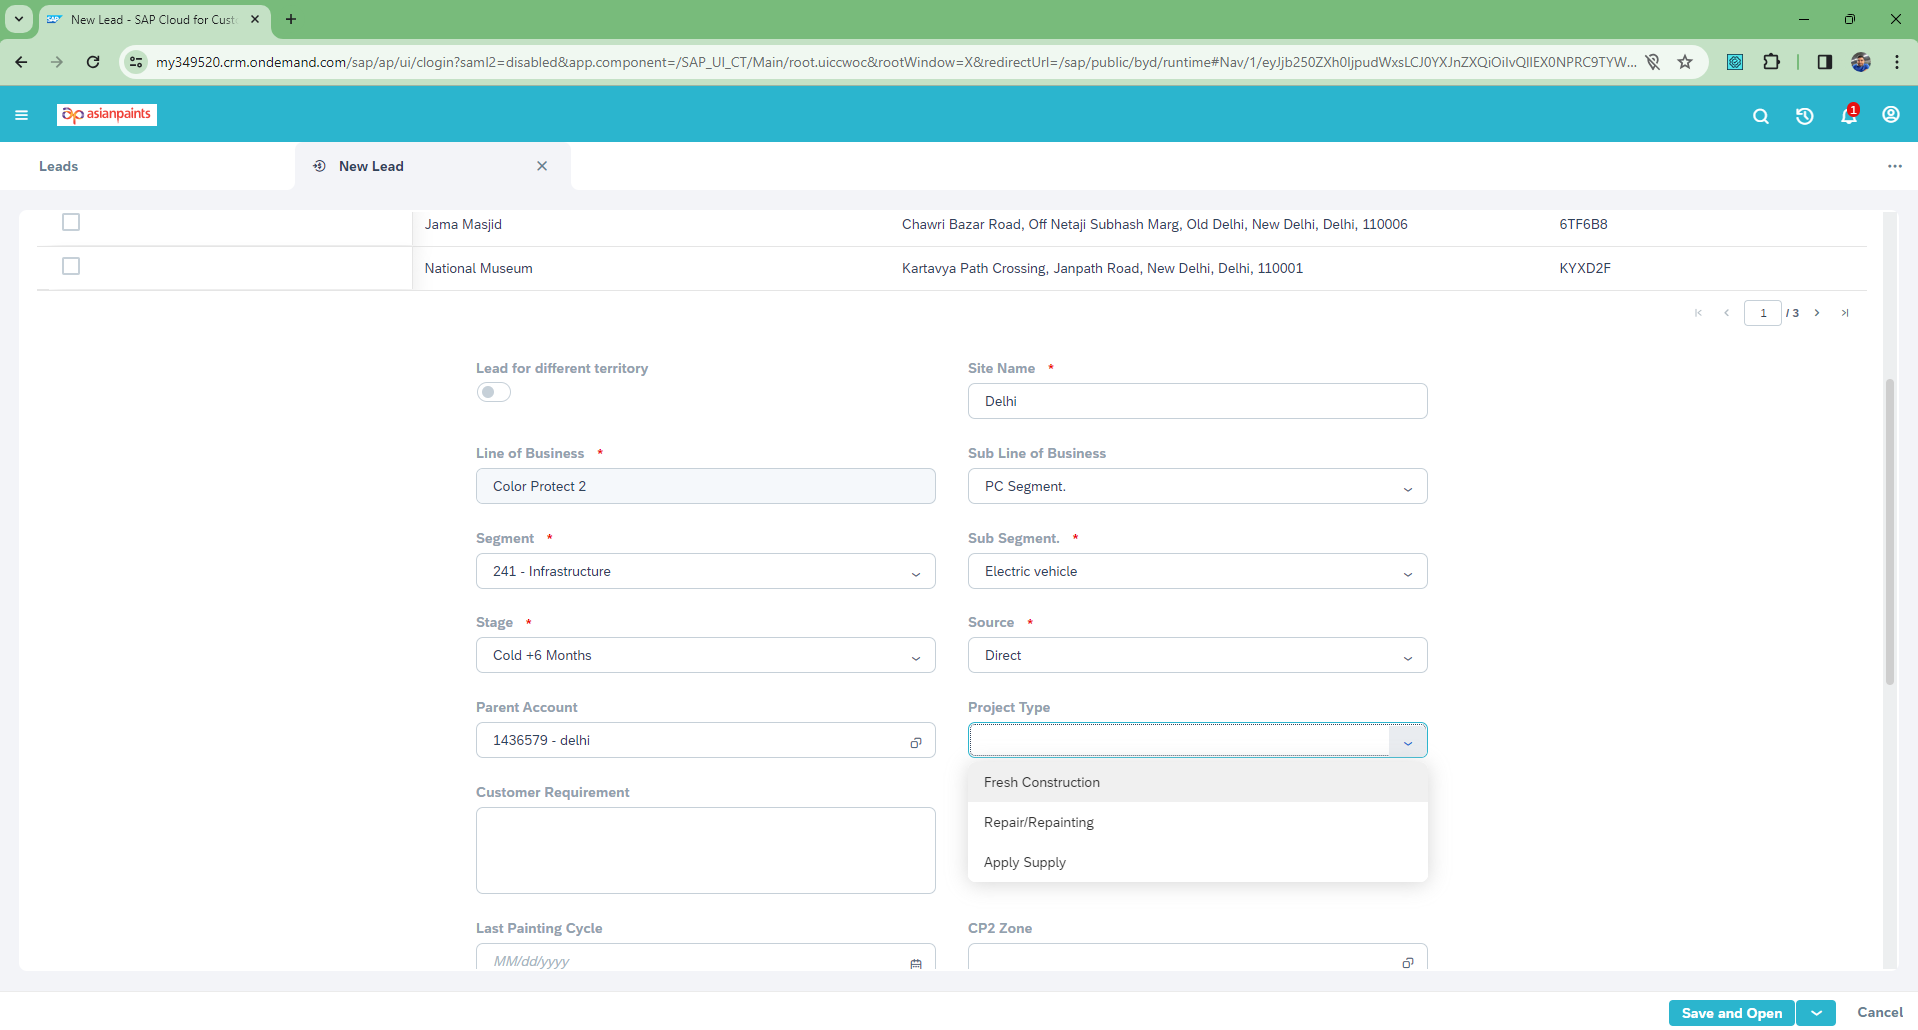 New Lead - SAP Cloud for Cust
my349520.crm.ondemand.com/sap/ap/ui/clogin?saml2=disabled&app.component=/SAP_UI_CT/Main/root.uiccwoc&rootWindow=X&redirectUrl=/sap/public/byd/runtime#Nav/1/eyJjb250ZXh0IjpudWxsLCJ0YXJnZXQiOiIvQllEX0NPRC9TYW...
asianpaints
1
Leads
New Lead
Jama Masjid
Chawri Bazar Road, Off Netaji Subhash Marg, Old Delhi, New Delhi, Delhi, 110006
6TF6B8
National Museum
Kartavya Path Crossing, Janpath Road, New Delhi, Delhi, 110001
KYXD2F
1 / 3
Lead for different territory
Site Name *
Delhi
Line of Business *
Sub Line of Business
Color Protect 2
PC Segment.
Segment *
Sub Segment. *
241 - Infrastructure
Electric vehicle
Stage *
Source *
Cold +6 Months
Direct
Parent Account
Project Type
1436579 - delhi
Fresh Construction
Customer Requirement
Repair/Repainting
Apply Supply
Last Painting Cycle
CP2 Zone
MM/dd/yyyy
Save and Open
Cancel